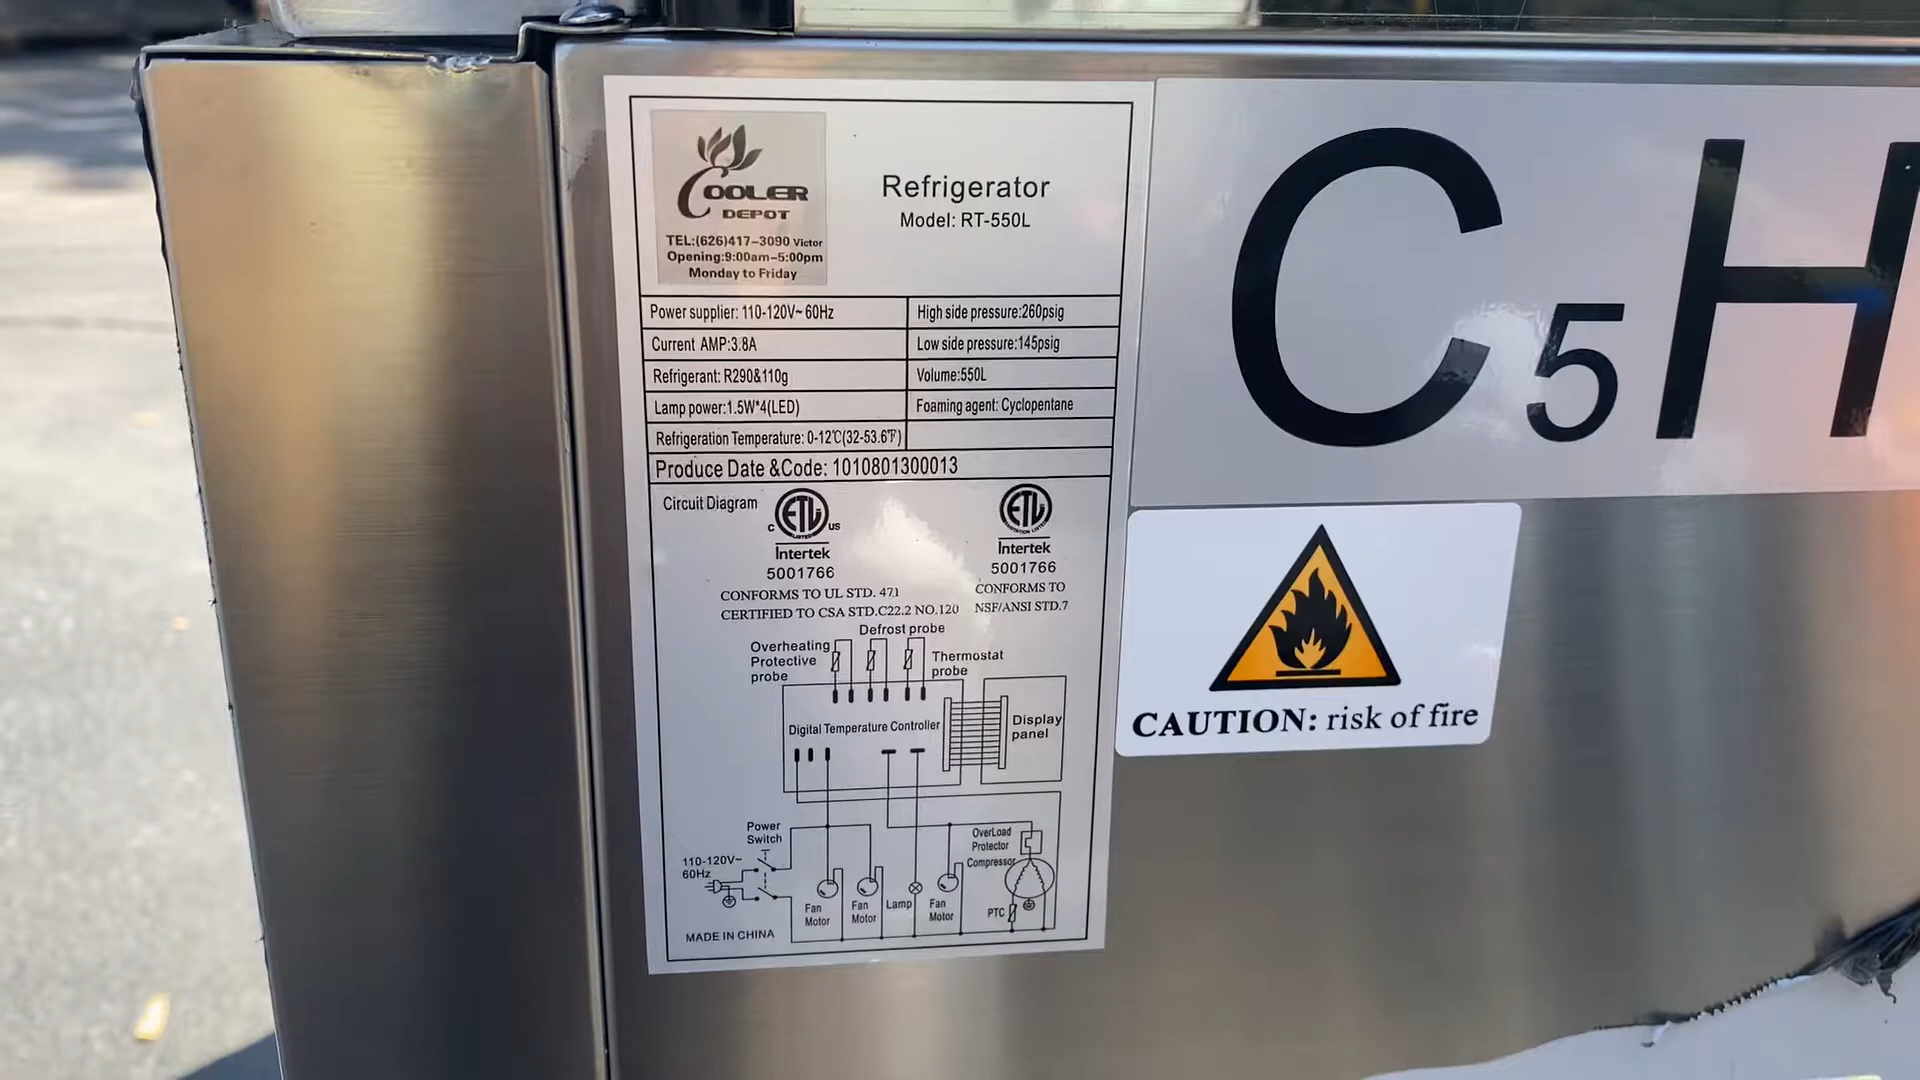 COOLER
DEPOT
TEL:(626)417-3090 Victor
Opening:9:00am-5:00pm
Monday to Friday
Refrigerator
Model: RT-550L
Power supplier: 110-120V~ 60Hz
High side pressure:260psig
Current AMP:3.8A
Low side pressure:145psig
Refrigerant: R290&110g
Volume:550L
Lamp power:1.5W*4(LED)
Foaming agent: Cyclopentane
Refrigeration Temperature: 0-12℃(32-53.6℉)
Produce Date &Code: 1010801300013
Circuit Diagram
C ETL US
LISTED
Intertek
5001766
CONFORMS TO UL STD. 471
CERTIFIED TO CSA STD.C22.2 NO.120
ETL
Intertek
5001766
CONFORMS TO
NSF/ANSI STD.7
Overheating
Protective
probe
Defrost probe
Thermostat
probe
Digital Temperature Controller
Display
panel
Power
Switch
110-120V~
60Hz
OverLoad
Protector
Compressor
Fan
Motor
Fan
Motor
Lamp
Fan
Motor
PTC
MADE IN CHINA
C5H
CAUTION: risk of fire